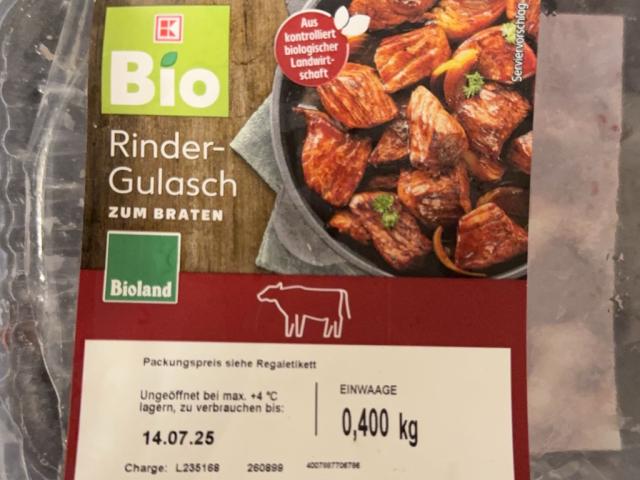 K
Bio
Aus
kontrolliert
biologischer
Landwirt-
schaft
Serviervorschlag
Rinder-
Gulasch
ZUM BRATEN
Bioland
Packungspreis siehe Regaletikett
Ungeöffnet bei max. +4 °C
lagern, zu verbrauchen bis:
14.07.25
EINWAAGE
0,400 kg
Charge: L235168 260899